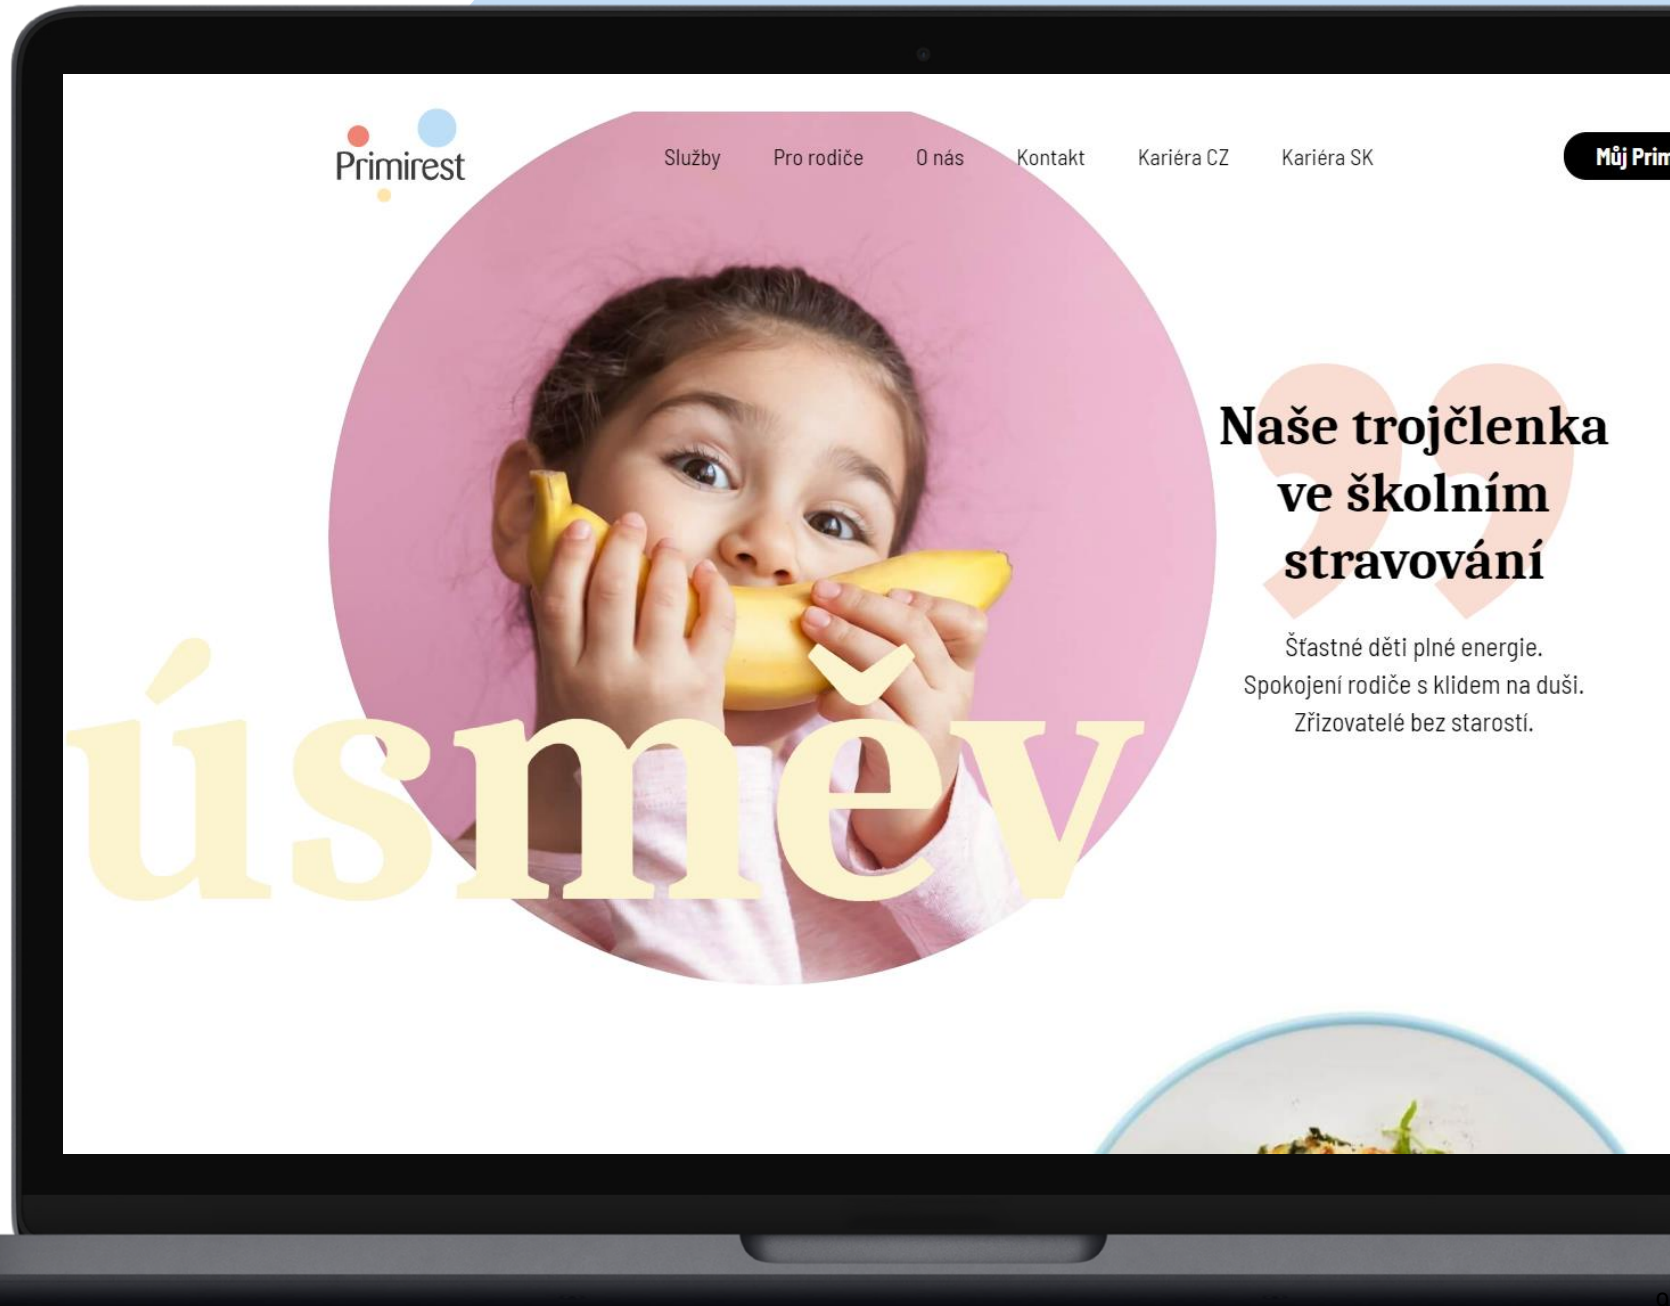 Primirest
Služby Pro rodiče O nás Kontakt Kariéra CZ Kariéra SK Můj
Naše trojčlenka
ve školním
stravování
Šťastné děti plné energie.
Spokojení rodiče s klidem na duši.
Zřizovatelé bez starostí.
úsměv